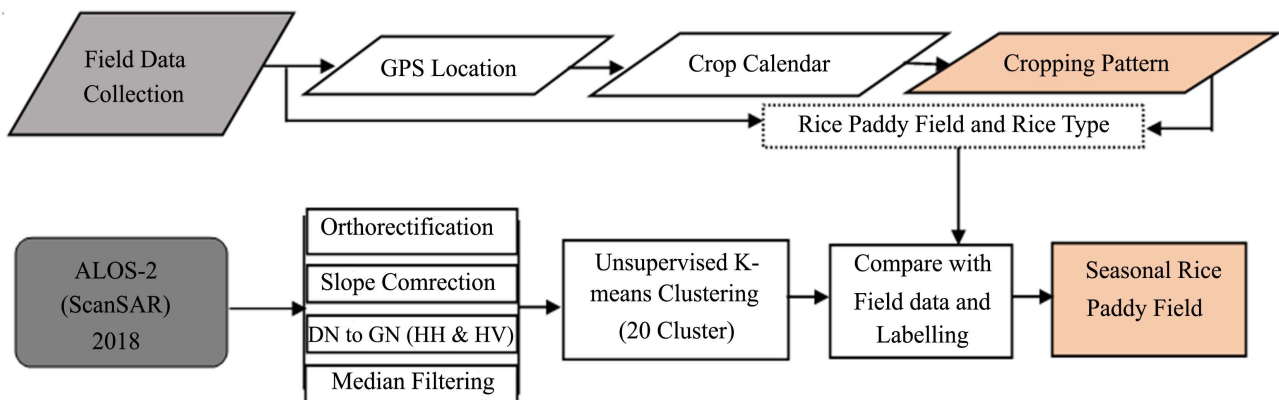 Field Data
Collection
GPS Location
Crop Calendar
Cropping Pattern
Rice Paddy Field and Rice Type
ALOS-2
(ScanSAR)
2018
Orthorectification
Slope Comrection
DN to GN (HH & HV)
Median Filtering
Unsupervised K-
means Clustering
(20 Cluster)
Compare with
Field data and
Labelling
Seasonal Rice
Paddy Field